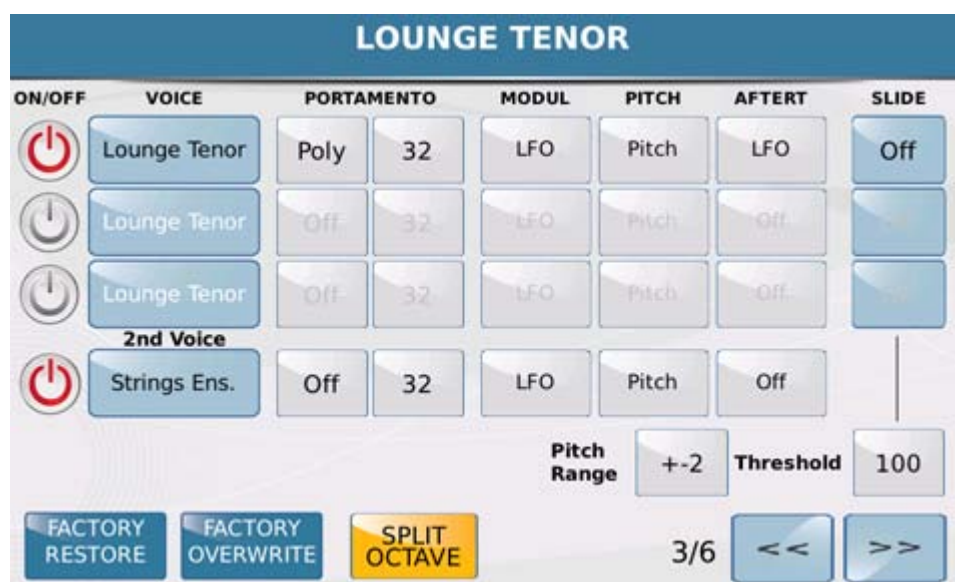 LOUNGE TENOR
ON/OFF VOICE PORTAMENTO MODUL PITCH AFTERT SLIDE
Lounge Tenor Poly 32 LFO Pitch LFO Off
Lounge Tenor Off 32 LFO Pitch Off
Lounge Tenor Off 32 LFO Pitch Off
2nd Voice
Strings Ens. Off 32 LFO Pitch Off
Pitch
Range +-2 Threshold 100
FACTORY
RESTORE
FACTORY
OVERWRITE
SPLIT
OCTAVE
3/6 << >>